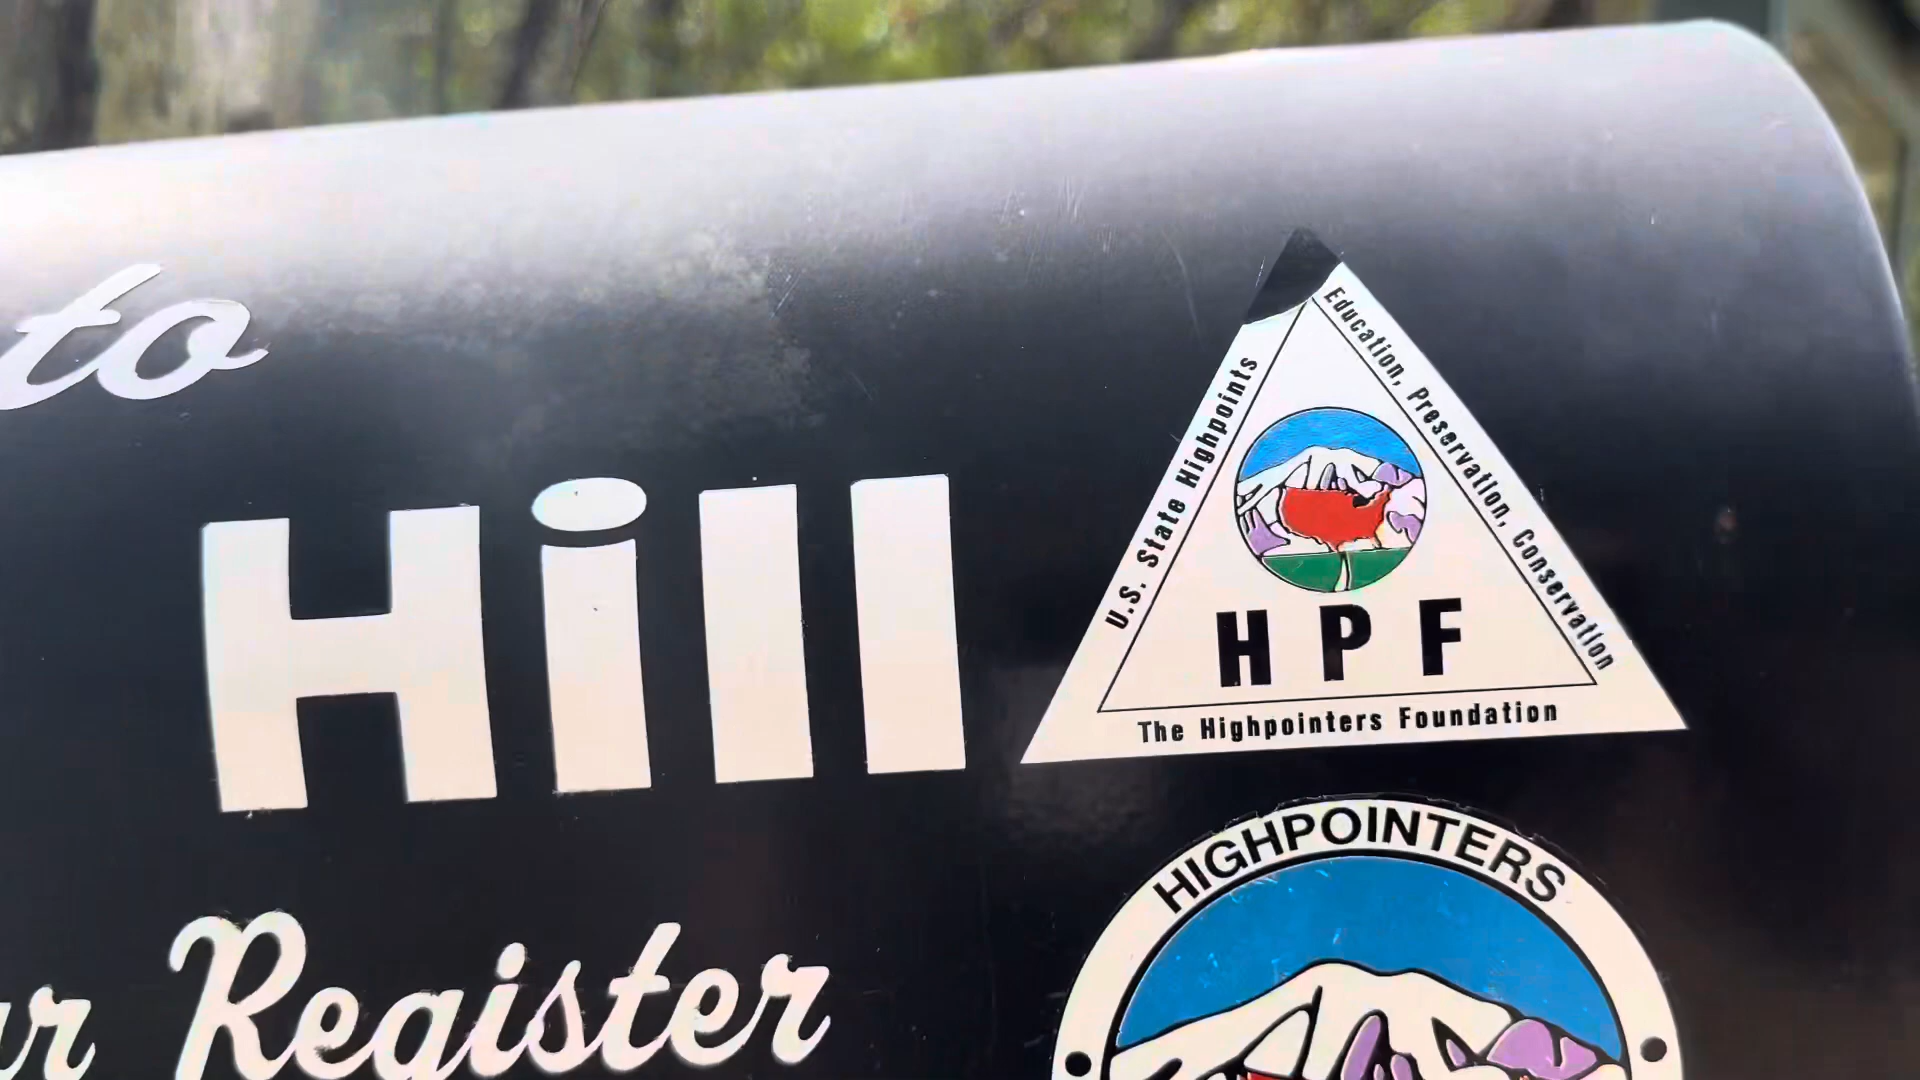 to
Hill
Register
U.S. State Highpoints
Education, Preservation, Conservation
HPF
The Highpointers Foundation
HIGHPOINTERS